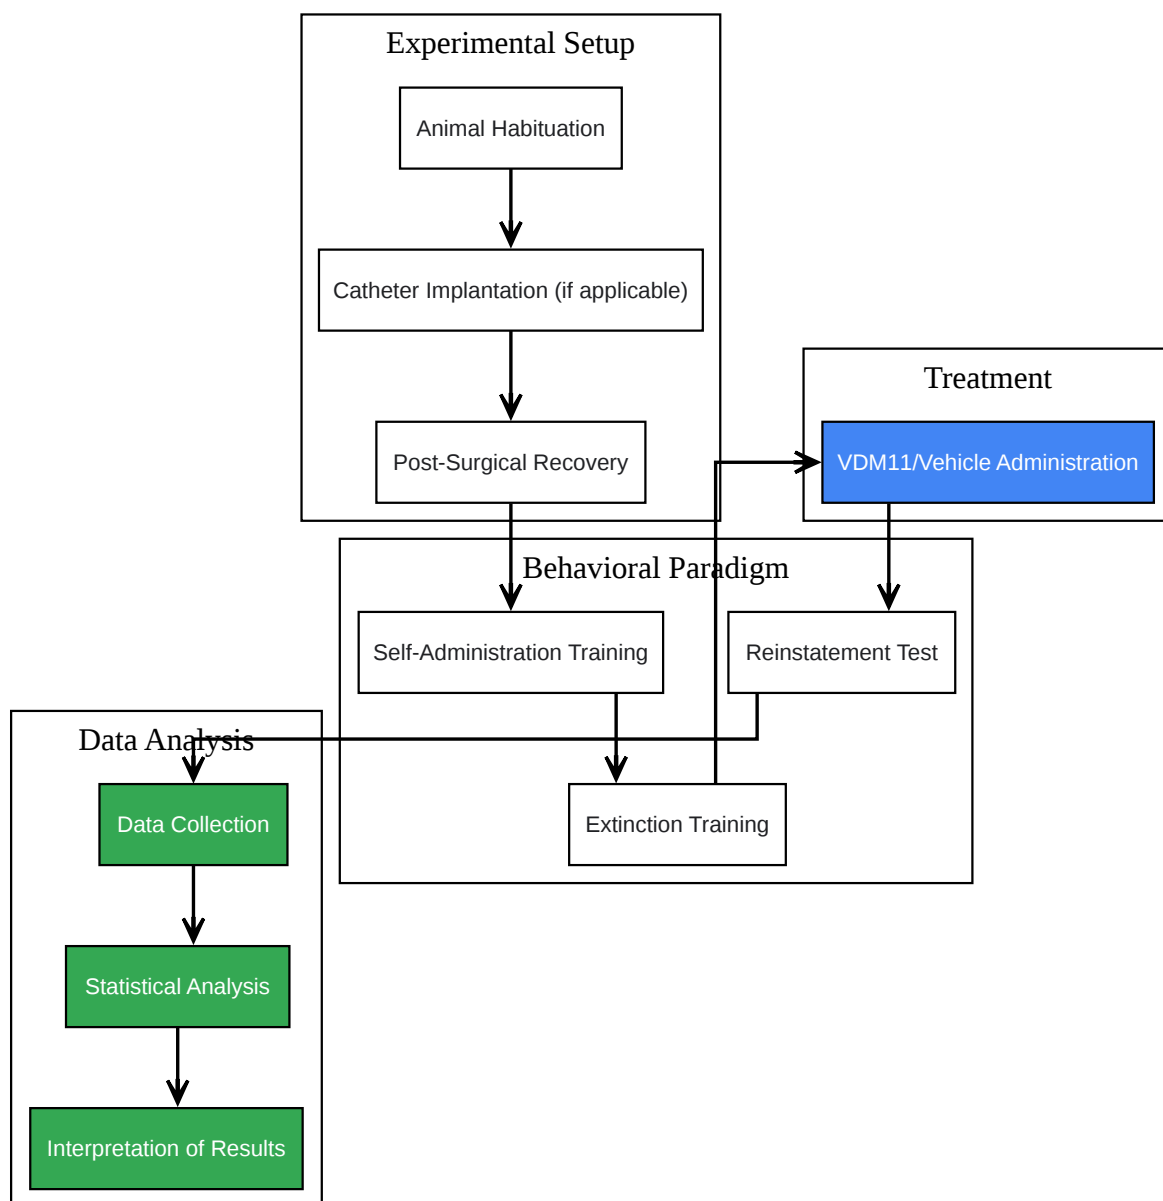 Experimental Setup
Animal Habituation
Catheter Implantation (if applicable)
Post-Surgical Recovery
Treatment
VDM11/Vehicle Administration
Behavioral Paradigm
Self-Administration Training
Reinstatement Test
Extinction Training
Data Analysis
Data Collection
Statistical Analysis
Interpretation of Results